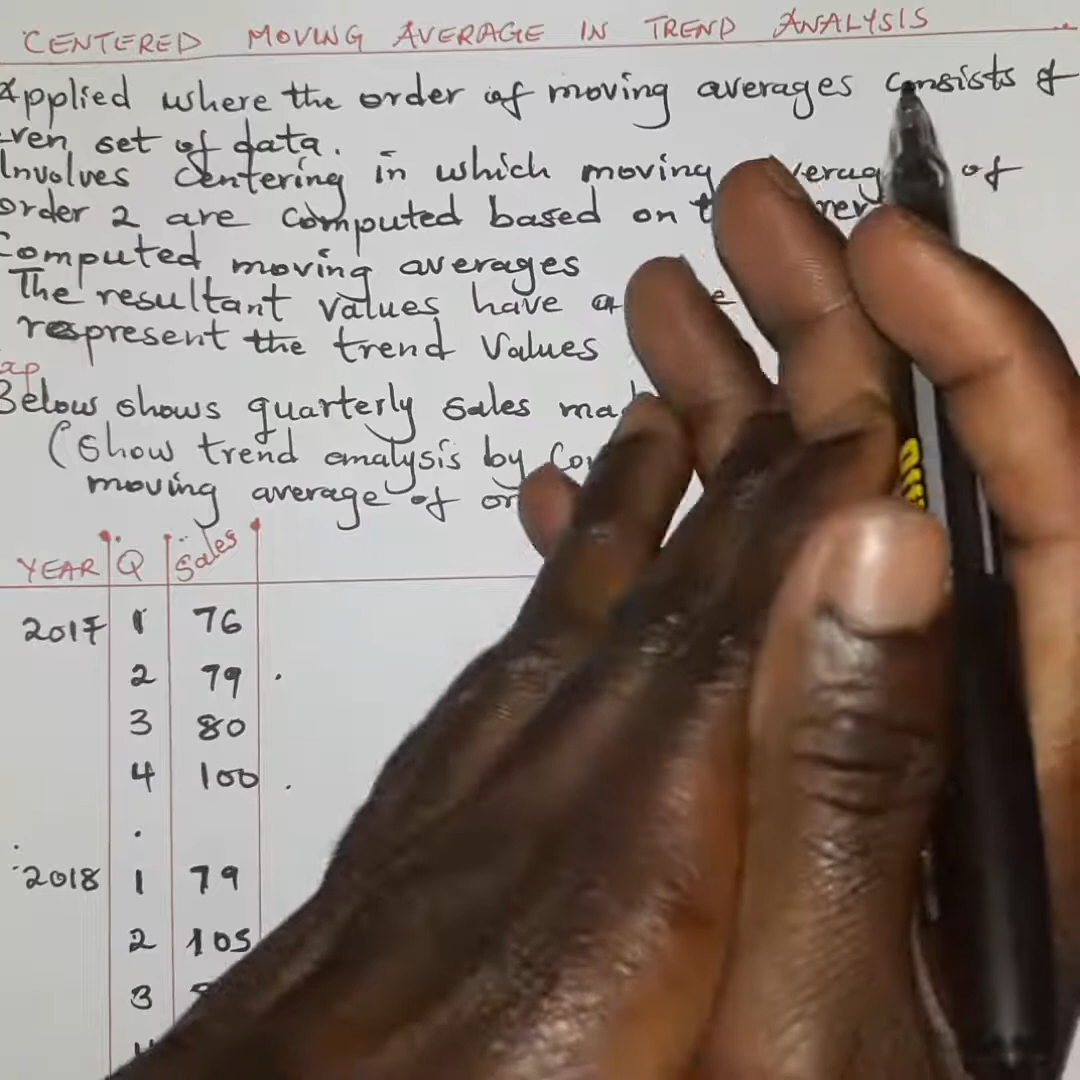 CENTERED MOVING AVERAGE IN TREND ANALYSIS
Applied where the order of moving averages consists of
even set of data.
Involves Centering in which moving of
order 2 are computed based on
Computed moving averages
The resultant values have
represent the trend Values
Below shows quarterly sales
(Show trend analysis by
moving average of
YEAR Q Sales
2017 1 76
2 79
3 80
4 100
2018 1 79
2 105
3